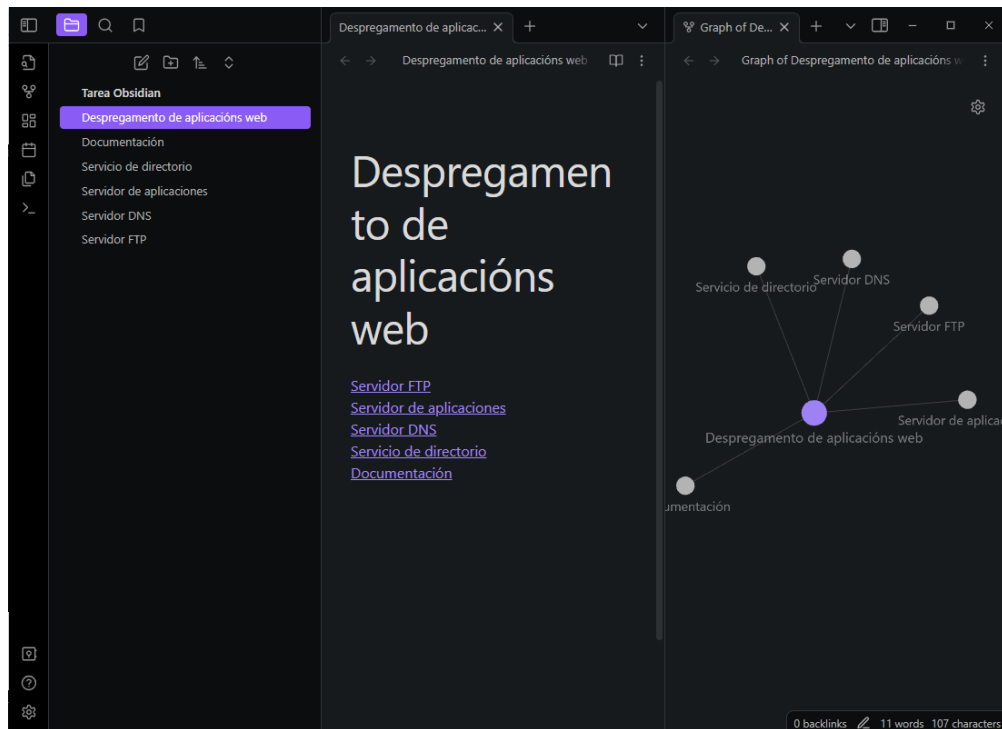 Despregamento de aplicac...
Graph of De...
Despregamento de aplicacións web
Graph of Despregamento de aplicacións w
Tarea Obsidian
Despregamento de aplicacións web
Documentación
Servicio de directorio
Servidor de aplicaciones
Servidor DNS
Servidor FTP
Despregamen
to de
aplicacións
web
Servidor FTP
Servidor de aplicaciones
Servidor DNS
Servicio de directorio
Documentación
Servidor DNS
Servicio de directorio
Servidor FTP
Servidor de aplicac
Despregamento de aplicacións web
umentación
0 backlinks 11 words 107 characters